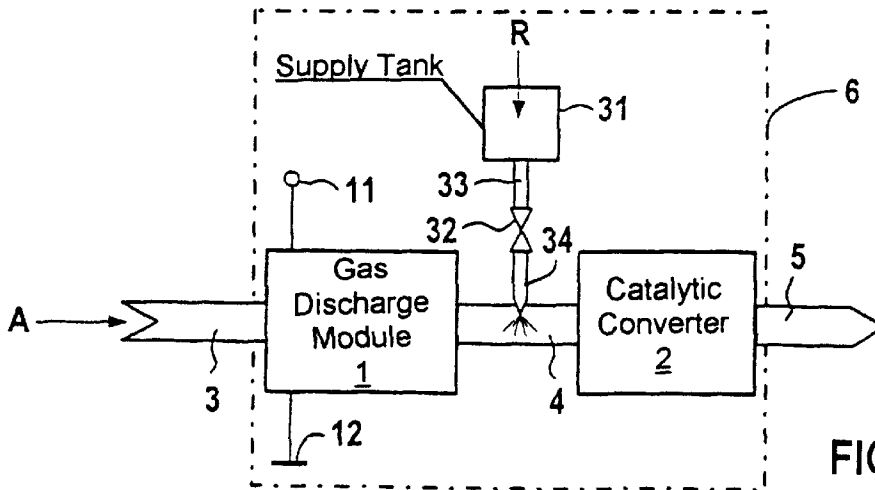 R
Supply Tank
31
6
33
11
32
34
Gas
Discharge
Module
1
Catalytic
Converter
2
5
A
3
4
12
FIG